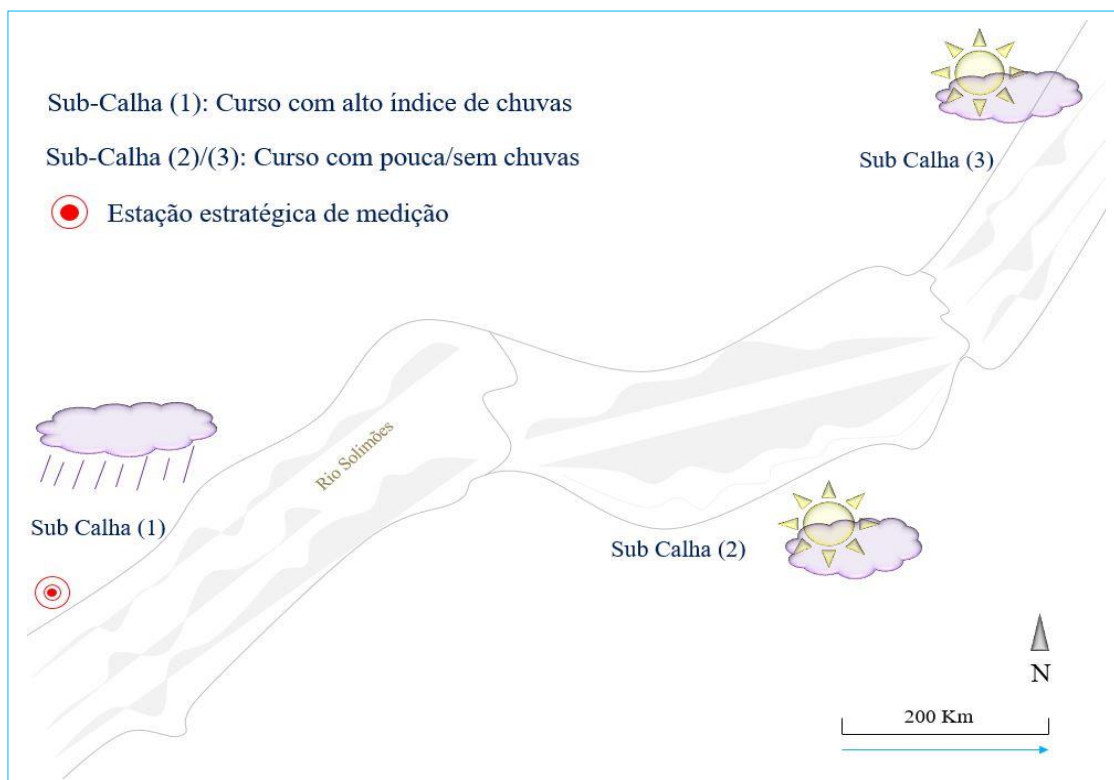 Sub-Calha (1): Curso com alto índice de chuvas
Sub-Calha (2)/(3): Curso com pouca/sem chuvas
Estação estratégica de medição
Sub Calha (3)
Rio Solimões
Sub Calha (1)
Sub Calha (2)
N
200 Km